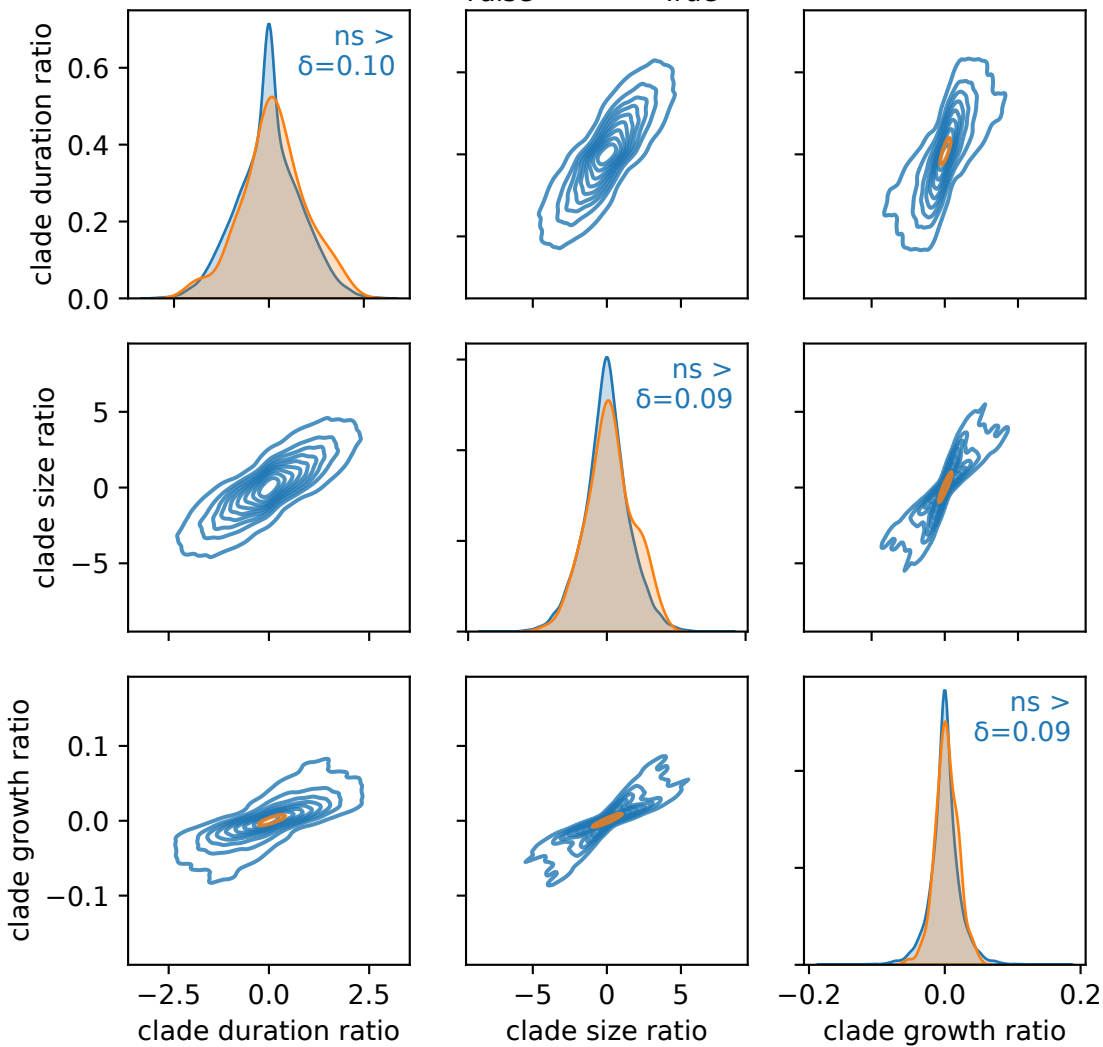 ns >
δ=0.10
clade duration ratio
0.6
0.4
0.2
0.0
ns >
δ=0.09
clade size ratio
5
0
−5
ns >
δ=0.09
clade growth ratio
0.1
0.0
−0.1
−2.5 0.0 2.5
−5 0 5
−0.2 0.0 0.2
clade duration ratio
clade size ratio
clade growth ratio